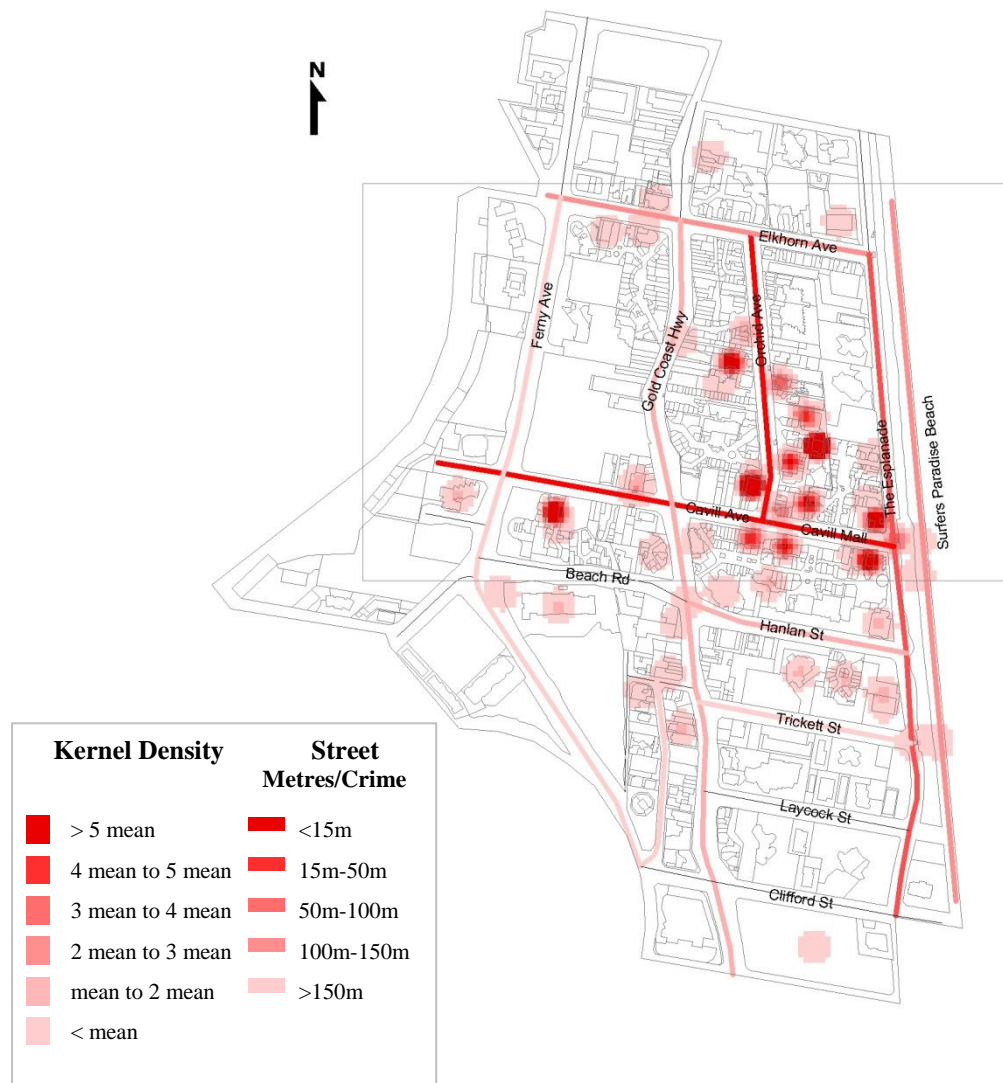 N
Elkhorn Ave
Ferny Ave
Orchid Ave
Gold Coast Hwy
The Esplanade
Surfers Paradise Beach
Cavill Ave
Cavill Mall
Beach Rd
Hanlan St
Trickett St
Laycock St
Clifford St
Kernel Density
Street
Metres/Crime
> 5 mean
<15m
4 mean to 5 mean
15m-50m
3 mean to 4 mean
50m-100m
2 mean to 3 mean
100m-150m
mean to 2 mean
>150m
< mean